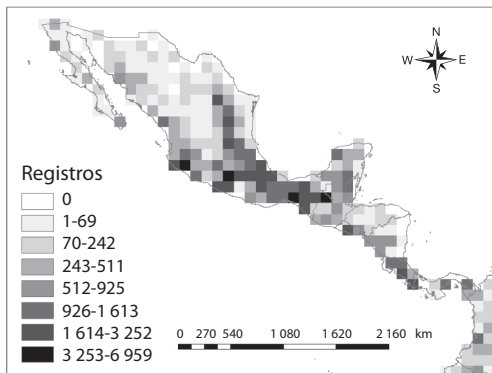 N
W E
S
Registros
0
1-69
70-242
243-511
512-925
926-1 613
1 614-3 252
3 253-6 959
0 270 540 1 080 1 620 2 160 km